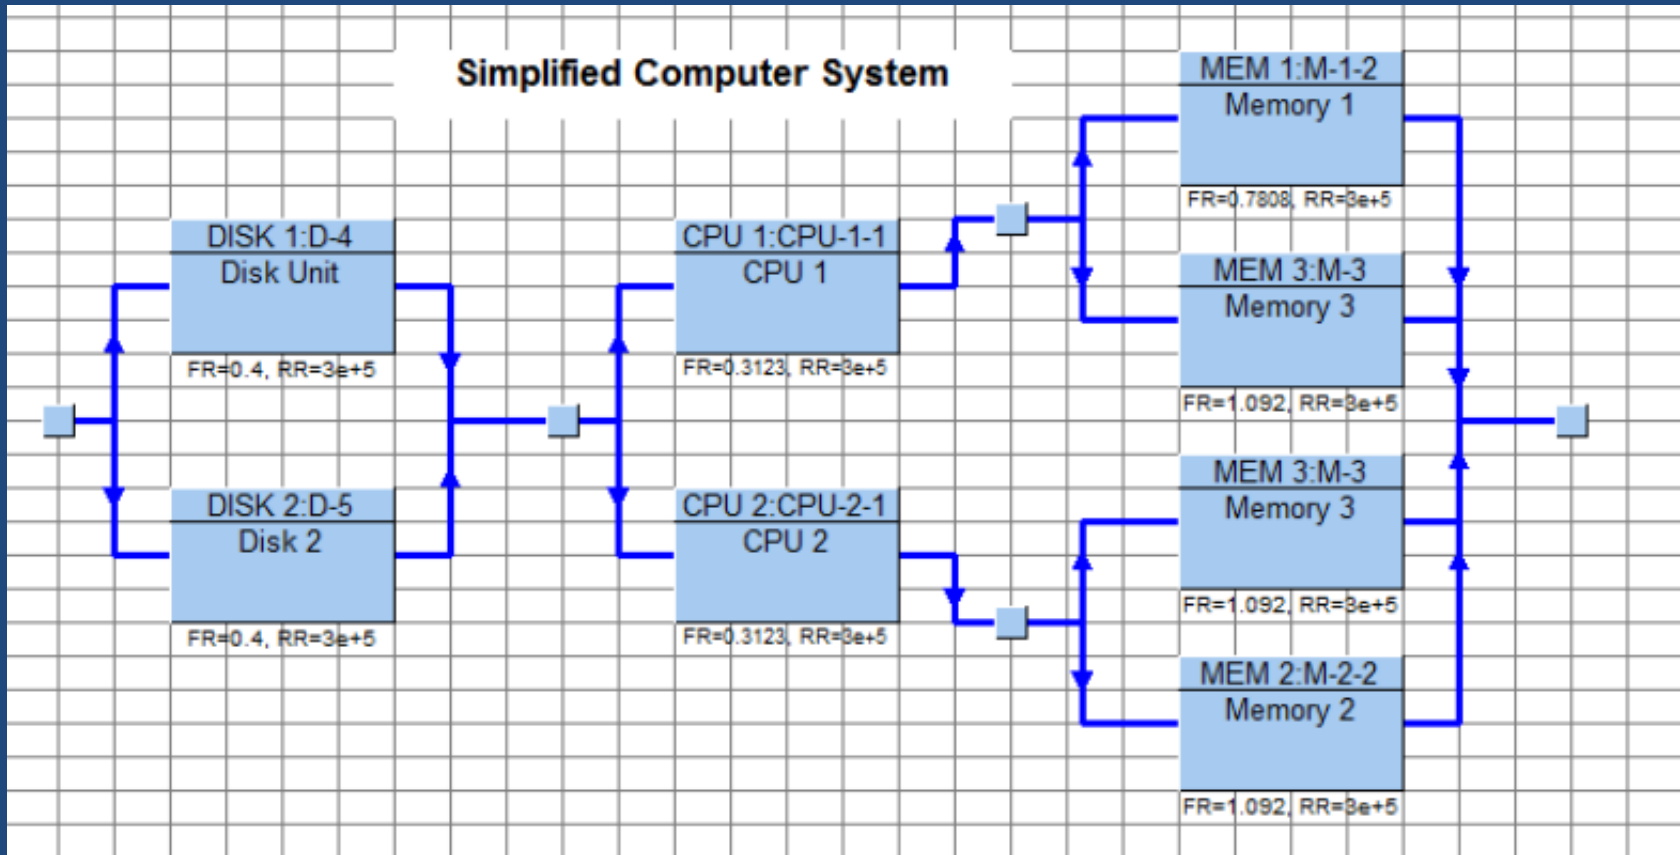 Simplified Computer System
MEM 1:M-1-2
Memory 1
FR=0.7808, RR=3e+5
DISK 1:D-4
Disk Unit
FR=0.4, RR=3e+5
CPU 1:CPU-1-1
CPU 1
FR=0.3123, RR=3e+5
MEM 3:M-3
Memory 3
FR=1.092, RR=3e+5
DISK 2:D-5
Disk 2
FR=0.4, RR=3e+5
CPU 2:CPU-2-1
CPU 2
FR=0.3123, RR=3e+5
MEM 3:M-3
Memory 3
FR=1.092, RR=3e+5
MEM 2:M-2-2
Memory 2
FR=1.092, RR=3e+5